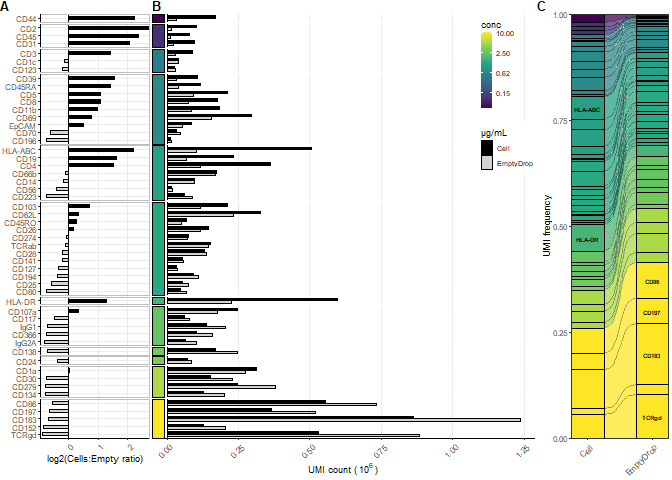 A
B
C
CD44
CD2
CD45
CD31
CD3
CD1c
CD123
CD39
CD45RA
CD5
CD8
CD11b
CD69
EpCAM
CD70
CD196
HLA-ABC
CD19
CD4
CD66b
CD14
CD56
CD223
CD103
CD62L
CD45RO
CD26
CD274
TCRab
CD28
CD141
CD127
CD194
CD25
CD80
HLA-DR
CD107a
CD117
IgG1
CD366
IgG2A
CD138
CD24
CD1a
CD30
CD279
CD134
CD86
CD197
CD183
CD152
TCRgd
0
1
2
log2(Cells:Empty ratio)
0.00
0.25
0.50
0.75
1.00
1.25
UMI count ( 10⁶ )
conc
10.00
2.50
0.62
0.15
µg/mL
Cell
EmptyDrop
UMI frequency
1.00
0.75
0.50
0.25
0.00
HLA-ABC
HLA-DR
CD86
CD197
CD183
TCRgd
Cell
EmptyDrop